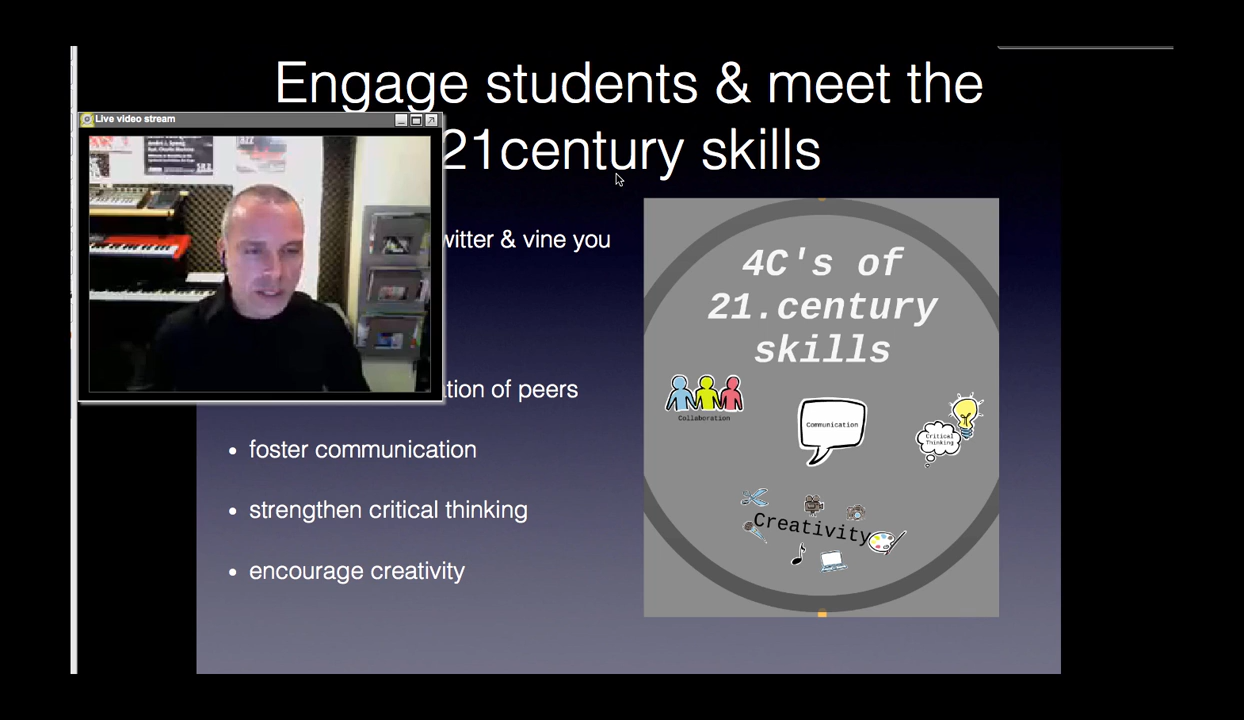 Engage students & meet the
21century skills
Live video stream
witter & vine you
ation of peers
• foster communication
• strengthen critical thinking
• encourage creativity
4C's of
21.century
skills
Collaboration
Communication
Critical
Thinking
Creativity